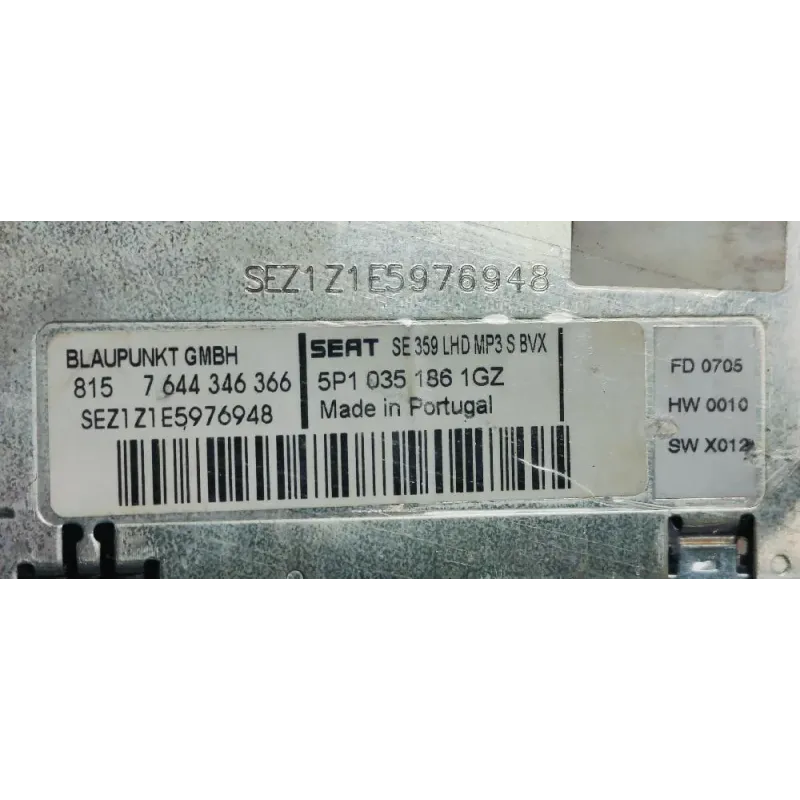 SEZ1Z1E5976948
BLAUPUNKT GMBH
815 7 644 346 366
SEZ1Z1E5976948
SEAT SE 359 LHD MP3 S BVX
5P1 035 186 1GZ
Made in Portugal
FD 0705
HW 0010
SW X012